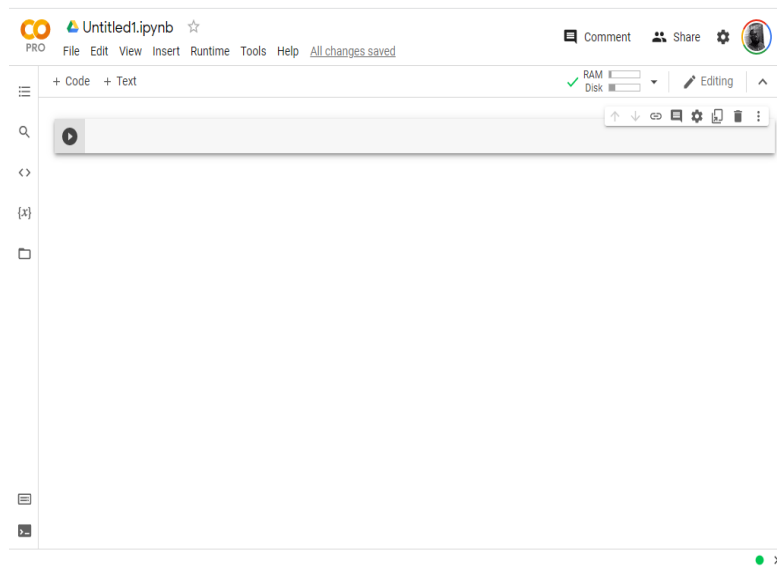 CO Untitled1.ipynb
PRO File Edit View Insert Runtime Tools Help All changes saved
Comment Share
+ Code + Text
RAM
Disk
Editing
{x}